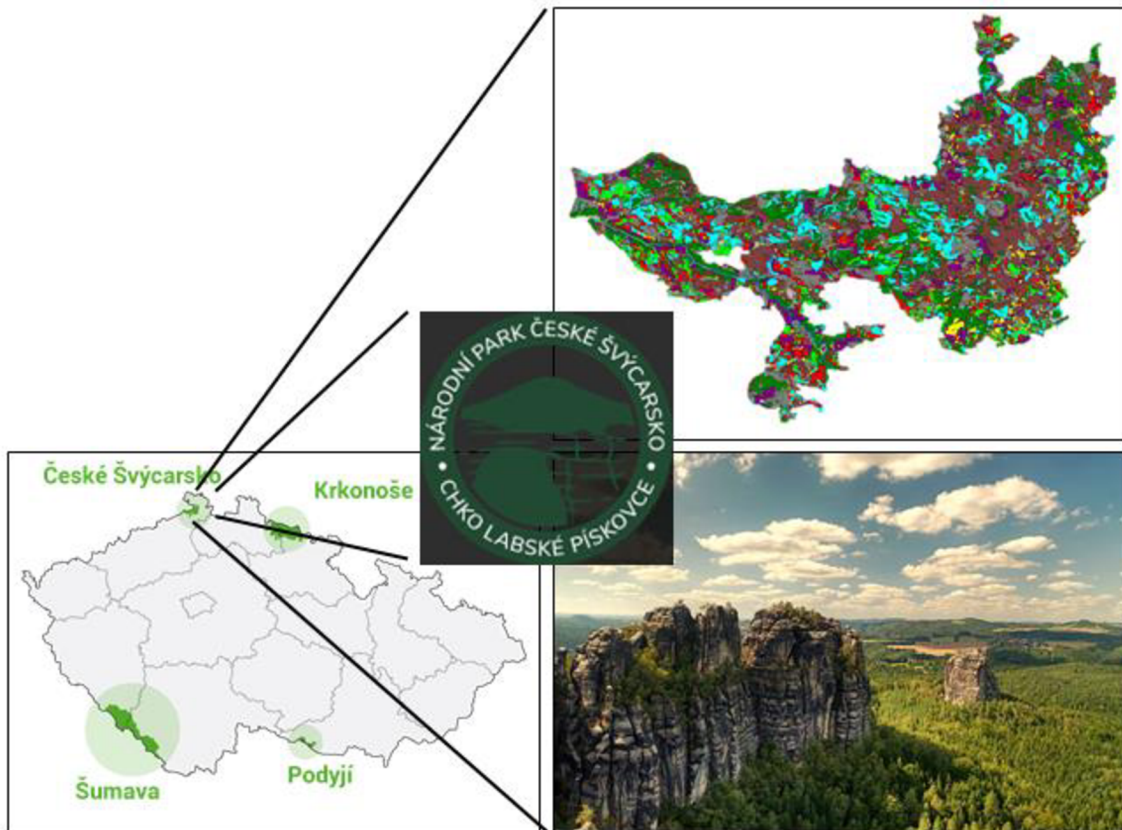 NÁRODNÍ PARK ČESKÉ ŠVÝCARSKO
• CHKO LABSKÉ PÍSKOVCE •
České Švýcarsko
Krkonoše
Šumava
Podyjí